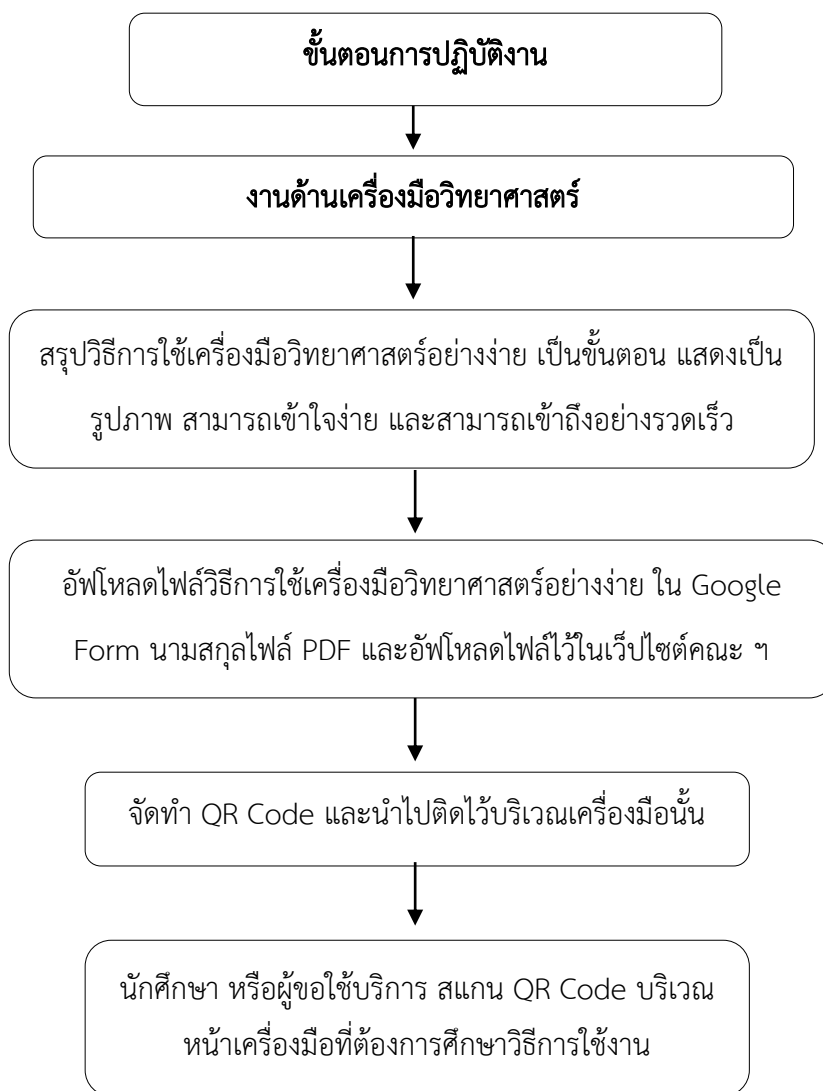 ขั้นตอนการปฏิบัติงาน
งานด้านเครื่องมือวิทยาศาสตร์
สรุปวิธีการใช้เครื่องมือวิทยาศาสตร์อย่างง่าย เป็นขั้นตอน แสดงเป็น
รูปภาพ สามารถเข้าใจง่าย และสามารถเข้าถึงอย่างรวดเร็ว
อัฟโหลดไฟล์วิธีการใช้เครื่องมือวิทยาศาสตร์อย่างง่าย ใน Google
Form นามสกุลไฟล์ PDF และอัฟโหลดไฟล์ไว้ในเว็ปไซต์คณะ ฯ
จัดทำ QR Code และนำไปติดไว้บริเวณเครื่องมือนั้น
นักศึกษา หรือผู้ขอใช้บริการ สแกน QR Code บริเวณ
หน้าเครื่องมือที่ต้องการศึกษาวิธีการใช้งาน